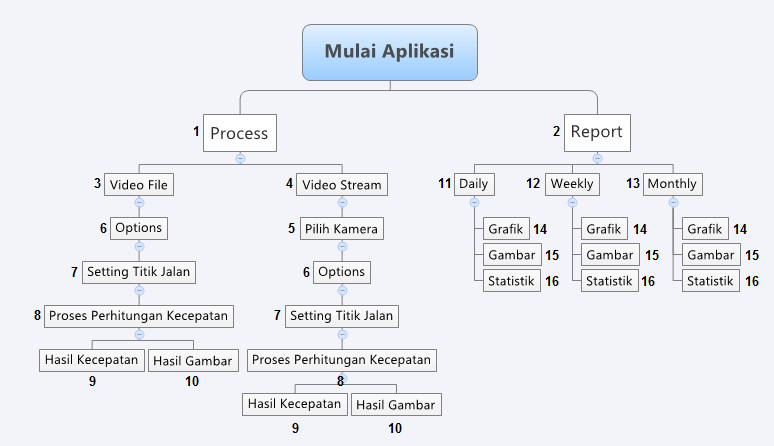 Mulai Aplikasi
1 Process
2 Report
3 Video File
4 Video Stream
11 Daily
12 Weekly
13 Monthly
6 Options
5 Pilih Kamera
Grafik 14
Grafik 14
Grafik 14
Gambar 15
Gambar 15
Gambar 15
7 Setting Titik Jalan
6 Options
Statistik 16
Statistik 16
Statistik 16
8 Proses Perhitungan Kecepatan
7 Setting Titik Jalan
Hasil Kecepatan
Hasil Gambar
Proses Perhitungan Kecepatan
9
10
8
Hasil Kecepatan
Hasil Gambar
9
10